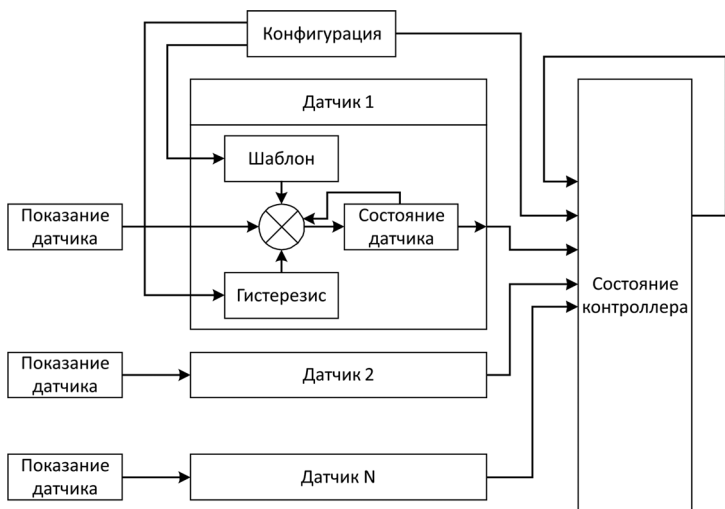 Конфигурация
Датчик 1
Шаблон
Показание
датчика
Состояние
датчика
Гистерезис
Состояние
контроллера
Показание
датчика
Датчик 2
Показание
датчика
Датчик N